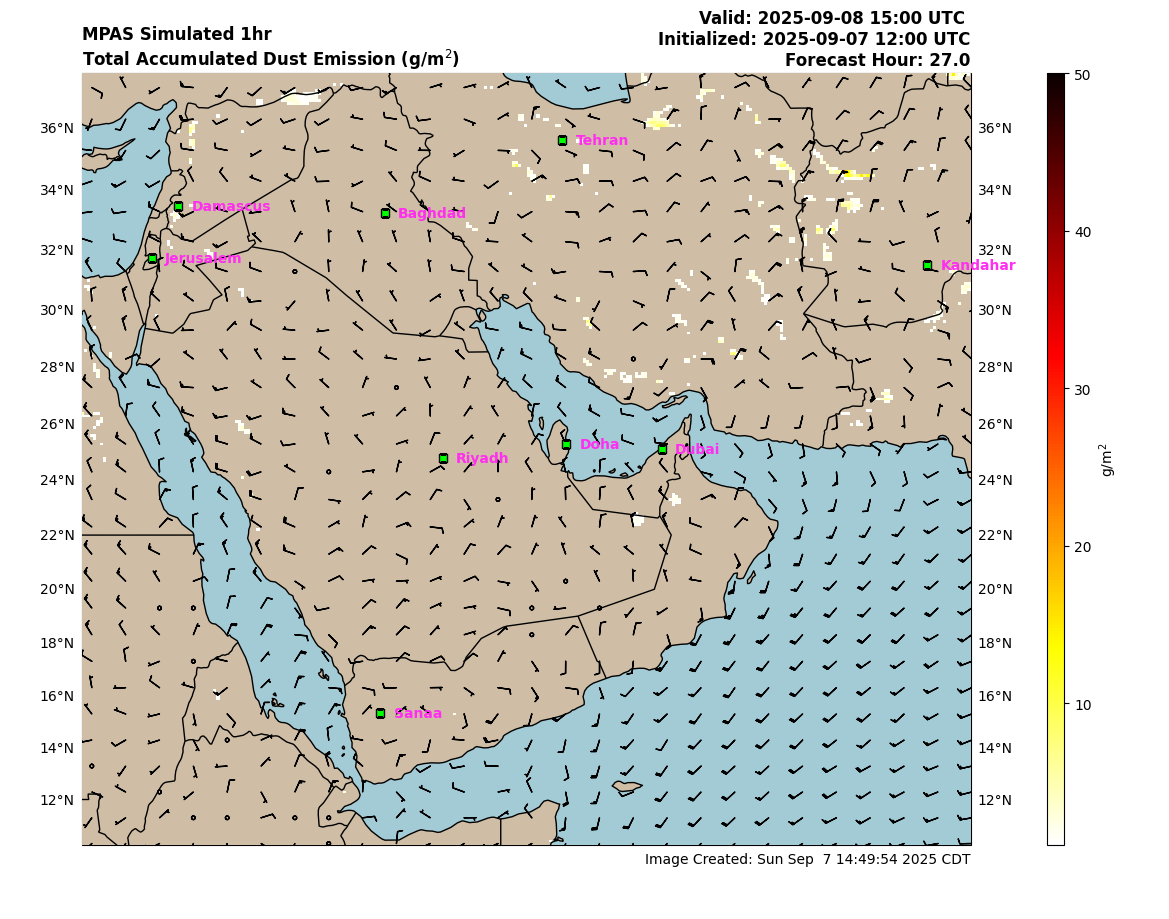 MPAS Simulated 1hr
Total Accumulated Dust Emission (g/m²)
Valid: 2025-09-08 15:00 UTC
Initialized: 2025-09-07 12:00 UTC
Forecast Hour: 27.0
36°N
34°N
32°N
30°N
28°N
26°N
24°N
22°N
20°N
18°N
16°N
14°N
12°N
Tehran
Damascus
Baghdad
Jerusalem
Kandahar
Doha
Dubai
Riyadh
Sanaa
36°N
34°N
32°N
30°N
28°N
26°N
24°N
22°N
20°N
18°N
16°N
14°N
12°N
50
40
30
20
10
g/m²
Image Created: Sun Sep  7 14:49:54 2025 CDT